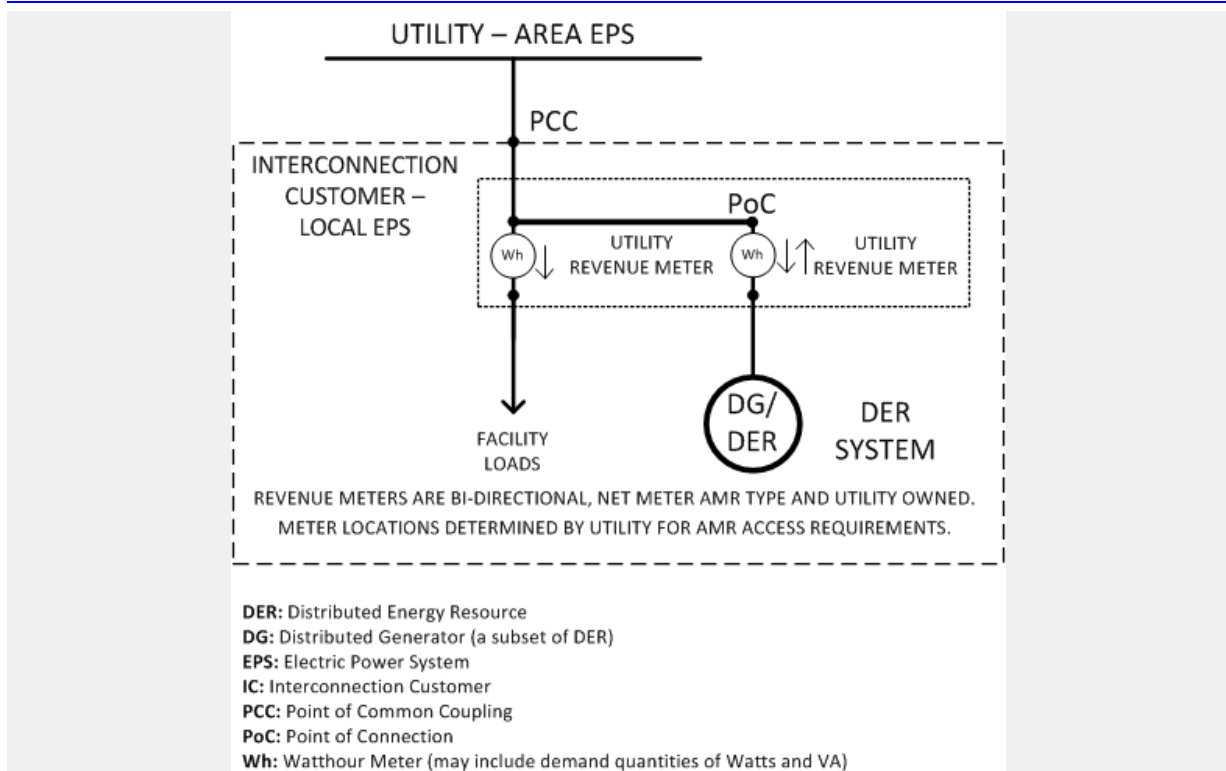 UTILITY – AREA EPS
PCC
INTERCONNECTION
CUSTOMER –
LOCAL EPS
PoC
Wh
UTILITY
REVENUE METER
Wh
UTILITY
REVENUE METER
FACILITY
LOADS
DG/
DER
DER
SYSTEM
REVENUE METERS ARE BI-DIRECTIONAL, NET METER AMR TYPE AND UTILITY OWNED.
METER LOCATIONS DETERMINED BY UTILITY FOR AMR ACCESS REQUIREMENTS.
DER: Distributed Energy Resource
DG: Distributed Generator (a subset of DER)
EPS: Electric Power System
IC: Interconnection Customer
PCC: Point of Common Coupling
PoC: Point of Connection
Wh: Watthour Meter (may include demand quantities of Watts and VA)